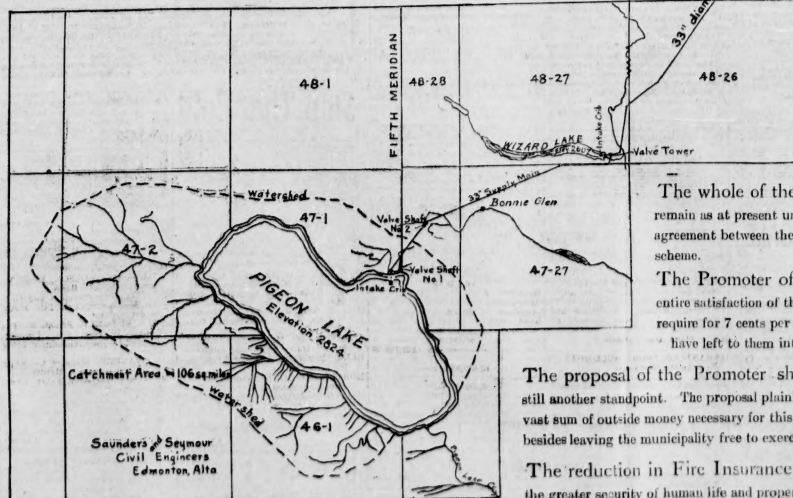 48-1
FIFTH MERIDIAN
48-28
48-27
48-26
33" diam
Intake Crib
WIZARD LAKE
Valve Tower
33" Supply Main
Bonnie Glen
47-27
Watershed
47-1
Valve Shaft
No 2
47-2
Valve Shaft
No 1
Intake Crib
PIGEON LAKE
Elevation 2024
Catchment Area = 106 sq. miles
Watershed
46-1
Saunders and Seymour
Civil Engineers
Edmonton, Alta
The whole of the
remain as at present un
agreement between the
scheme.
The Promoter of
entire satisfaction of th
require for 7 cents per
have left to them int
The proposal of the Promoter sh
still another standpoint. The proposal plain
vast sum of outside money necessary for this
besides leaving the municipality free to exerc
The reduction in Fire Insurance
the greater security of human life and prope